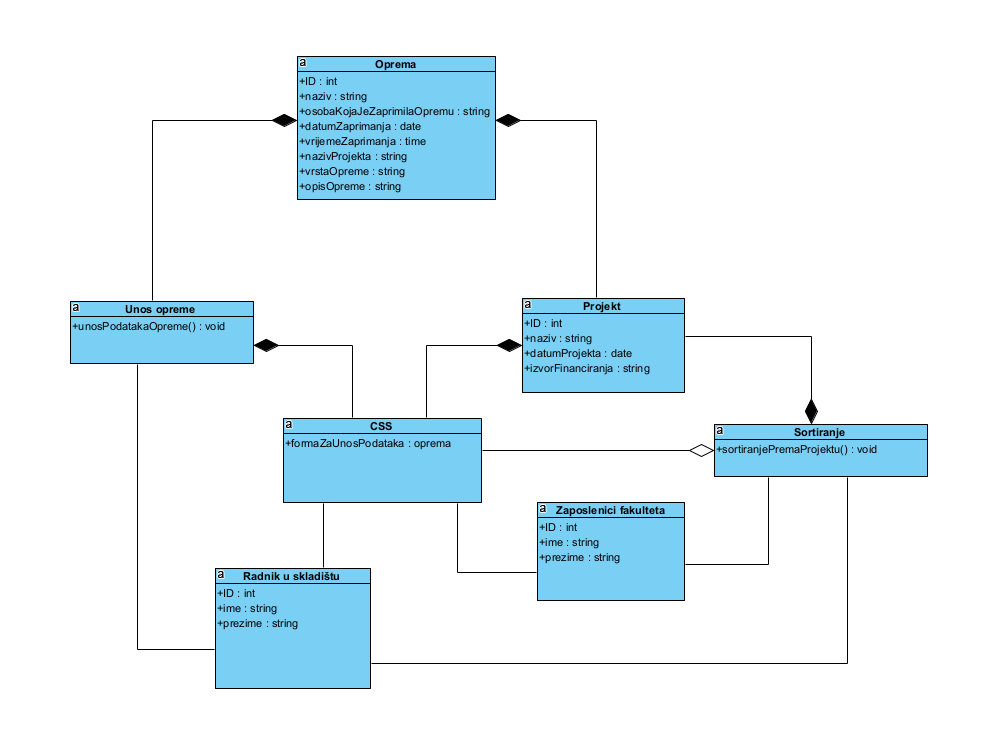 a
Oprema
+ID : int
+naziv : string
+osobaKojaJeZaprimilaOpremu : string
+datumZaprimanja : date
+vrijemeZaprimanja : time
+nazivProjekta : string
+vrstaOpreme : string
+opisOpreme : string
a
Unos opreme
+unosPodatakaOpreme() : void
a
Projekt
+ID : int
+naziv : string
+datumProjekta : date
+izvorFinanciranja : string
a
CSS
+formaZaUnosPodataka : oprema
a
Sortiranje
+sortiranjePremaProjektu() : void
a
Zaposlenici fakulteta
+ID : int
+ime : string
+prezime : string
a
Radnik u skladištu
+ID : int
+ime : string
+prezime : string